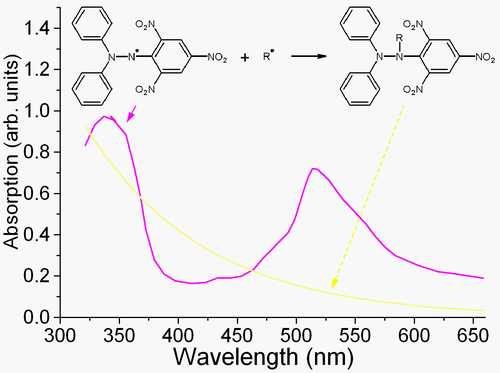 NO₂
NO₂
R
N N• NO₂ + R• N N NO₂
NO₂
NO₂
Absorption (arb. units)
1.4
1.2
1.0
0.8
0.6
0.4
0.2
0.0
300 350 400 450 500 550 600 650
Wavelength (nm)